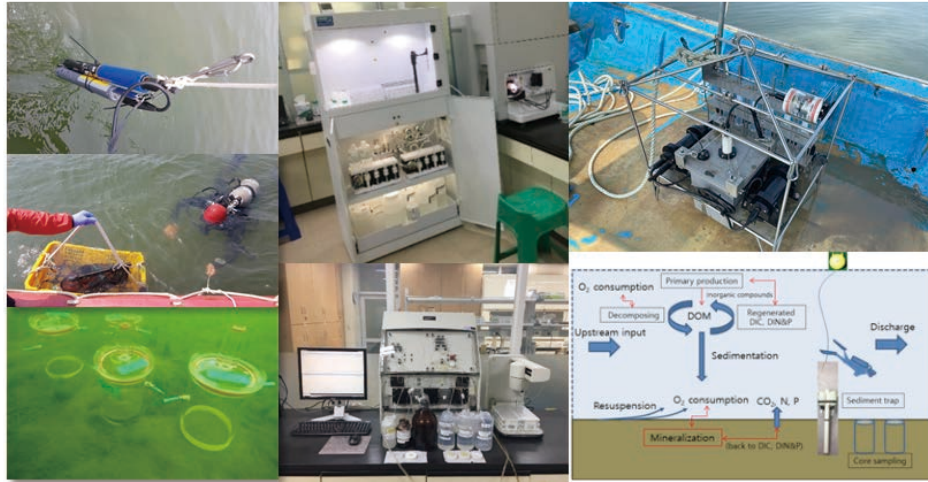 Primary production
O₂ consumption
inorganic compounds
Decomposing
DOM
Regenerated
DIC, DIN&P
Upstream input
Discharge
Sedimentation
O₂ consumption
CO₂, N, P
Sediment trap
Resuspension
Mineralization
(back to DIC, DIN&P)
Core sampling